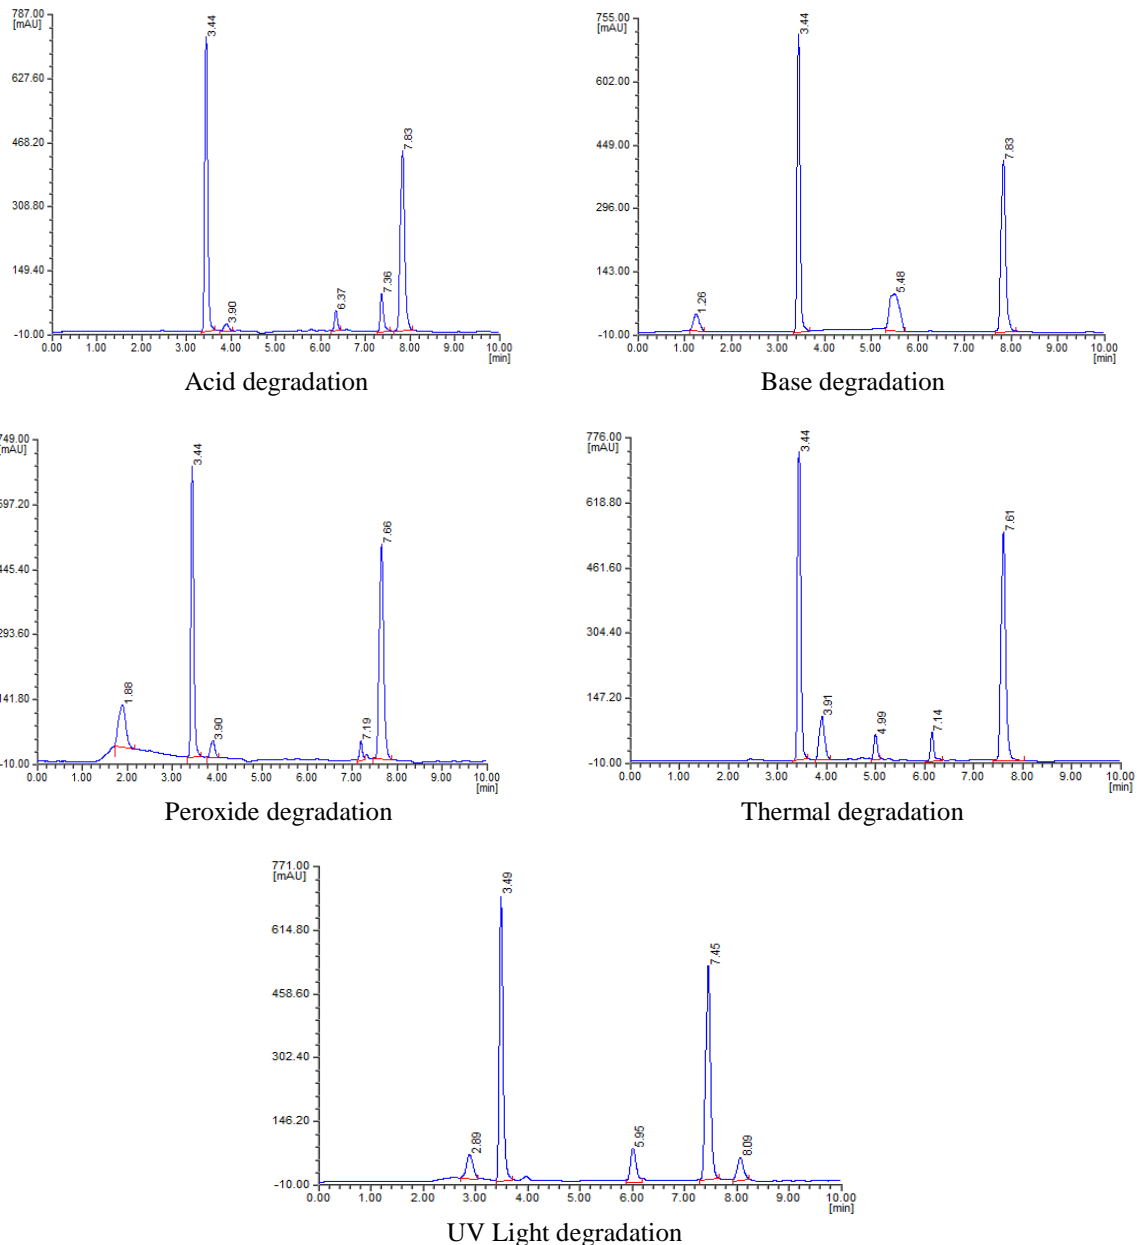 787.00
[mAU]
627.60
468.20
308.80
149.40
-10.00
3.44
3.90
6.37
7.36
7.83
0.00 1.00 2.00 3.00 4.00 5.00 6.00 7.00 8.00 9.00 10.00
[min]
Acid degradation
755.00
[mAU]
602.00
449.00
296.00
143.00
-10.00
1.26
3.44
5.48
7.83
0.00 1.00 2.00 3.00 4.00 5.00 6.00 7.00 8.00 9.00 10.00
[min]
Base degradation
749.00
[mAU]
597.20
445.40
293.60
141.80
-10.00
1.88
3.44
3.90
7.19
7.66
0.00 1.00 2.00 3.00 4.00 5.00 6.00 7.00 8.00 9.00 10.00
[min]
Peroxide degradation
776.00
[mAU]
618.80
461.60
304.40
147.20
-10.00
3.44
3.91
4.99
7.14
7.61
0.00 1.00 2.00 3.00 4.00 5.00 6.00 7.00 8.00 9.00 10.00
[min]
Thermal degradation
771.00
[mAU]
614.80
458.60
302.40
146.20
-10.00
2.89
3.49
5.95
7.45
8.09
0.00 1.00 2.00 3.00 4.00 5.00 6.00 7.00 8.00 9.00 10.00
[min]
UV Light degradation